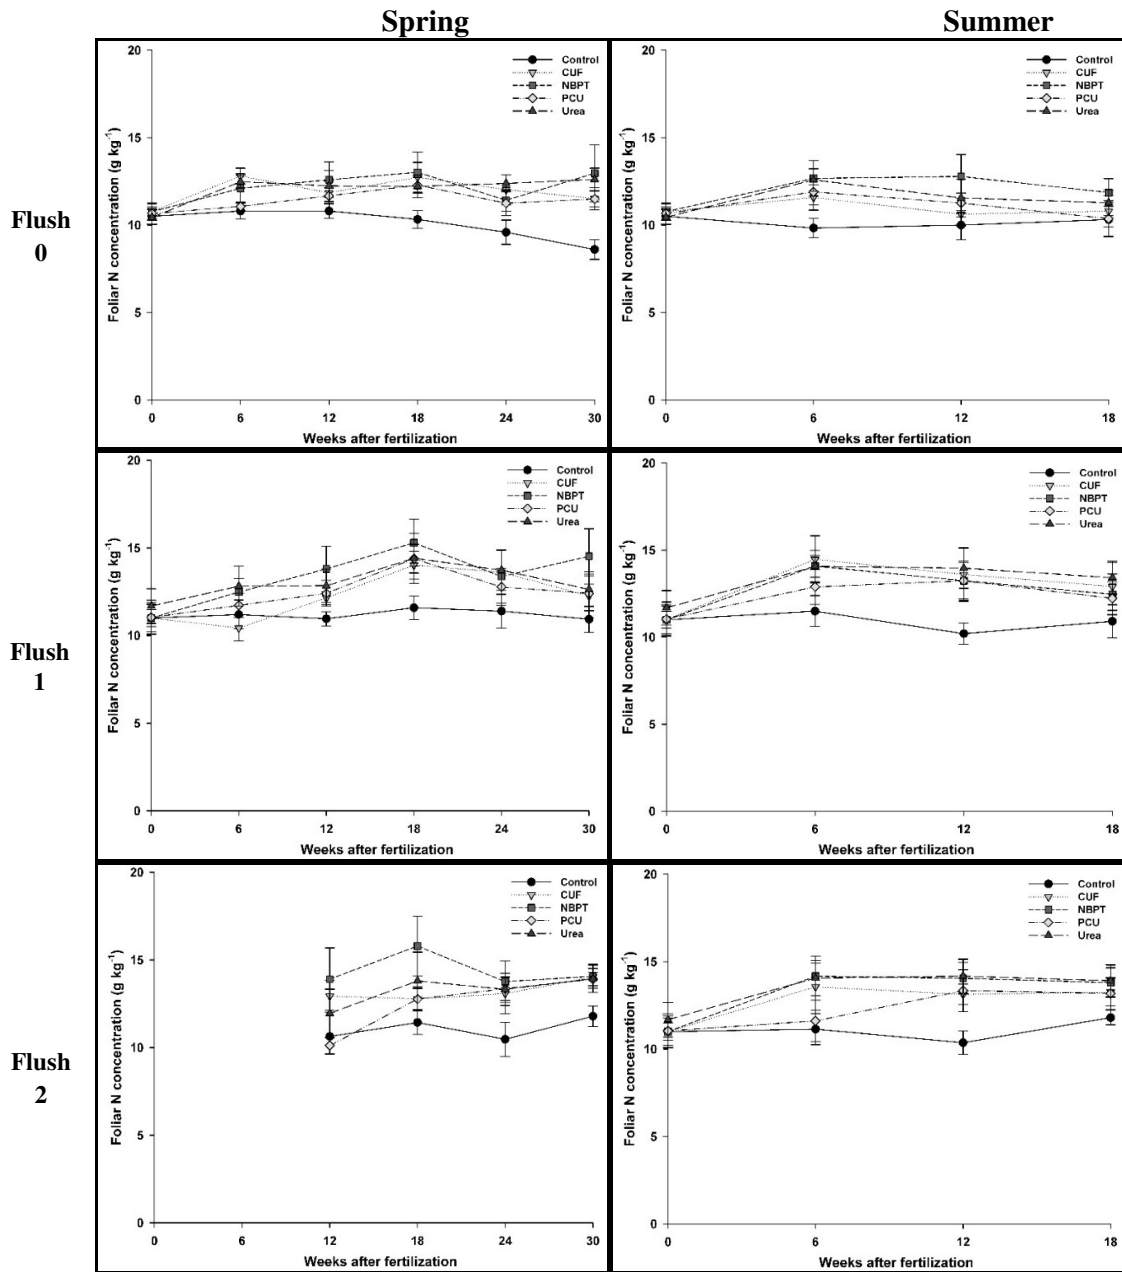 Spring Summer
Flush
0
20
15
10
5
0
Foliar N concentration (g kg-1)
Control
CUF
NBPT
PCU
Urea
0 6 12 18 24 30
Weeks after fertilization
20
15
10
5
0
Foliar N concentration (g kg-1)
Control
CUF
NBPT
PCU
Urea
0 6 12 18
Weeks after fertilization
Flush
1
20
15
10
5
0
Foliar N concentration (g kg-1)
Control
CUF
NBPT
PCU
Urea
0 6 12 18 24 30
Weeks after fertilization
20
15
10
5
0
Foliar N concentration (g kg-1)
Control
CUF
NBPT
PCU
Urea
0 6 12 18
Weeks after fertilization
Flush
2
20
15
10
5
0
Foliar N concentration (g kg-1)
Control
CUF
NBPT
PCU
Urea
0 6 12 18 24 30
Weeks after fertilization
20
15
10
5
0
Foliar N concentration (g kg-1)
Control
CUF
NBPT
PCU
Urea
0 6 12 18
Weeks after fertilization